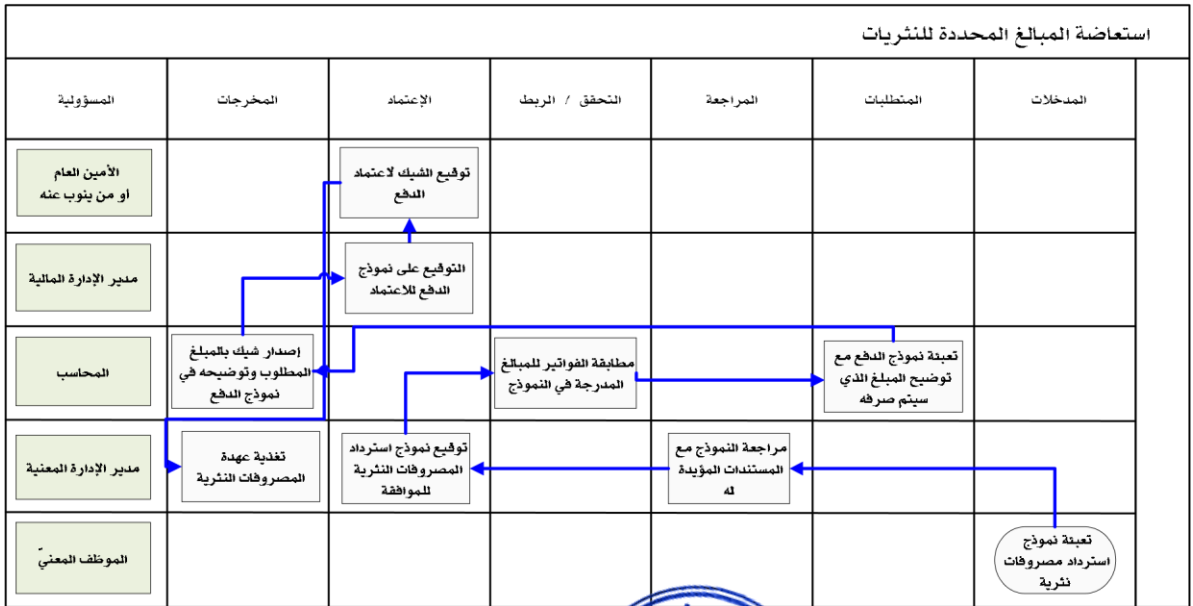 استعاضة المبالغ المحددة للنثريات
المدخلات
المتطلبات
المراجعة
التحقق / الربط
الإعتماد
المخرجات
المسؤولية
توقيع الشيك لاعتماد
الدفع
الأمين العام
او من ينوب عنه
التوقيع على نموذج
الدفع للاعتماد
مدير الإدارة المالية
تعبئة نموذج الدفع مع
توضيح المبلغ الذي
سيتم صرفه
مطابقة الفواتير للمبالغ
المدرجة في النموذج
إصدار شيك بالمبلغ
المطلوب وتوضيحه في
نموذج الدفع
المحاسب
مراجعة النموذج مع
المستندات المؤيدة
له
توقيع نموذج استرداد
المصروفات النثرية
للموافقة
تغذية عهدة
المصروفات النثرية
مدير الإدارة المعنية
تعبئة نموذج
استرداد مصروفات
نثرية
الموظف المعنيّ